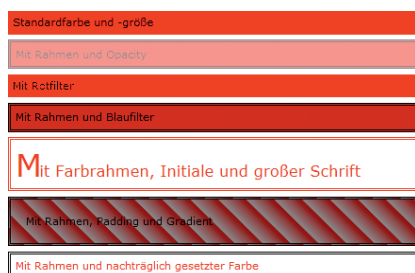 Standardfarbe und -größe
Mit Rahmen und Opacity
Mit Rotfilter
Mit Rahmen und Blaufilter
Mit Farbrahmen, Initiale und großer Schrift
Mit Rahmen, Padding und Gradient
Mit Rahmen und nachträglich gesetzter Farbe